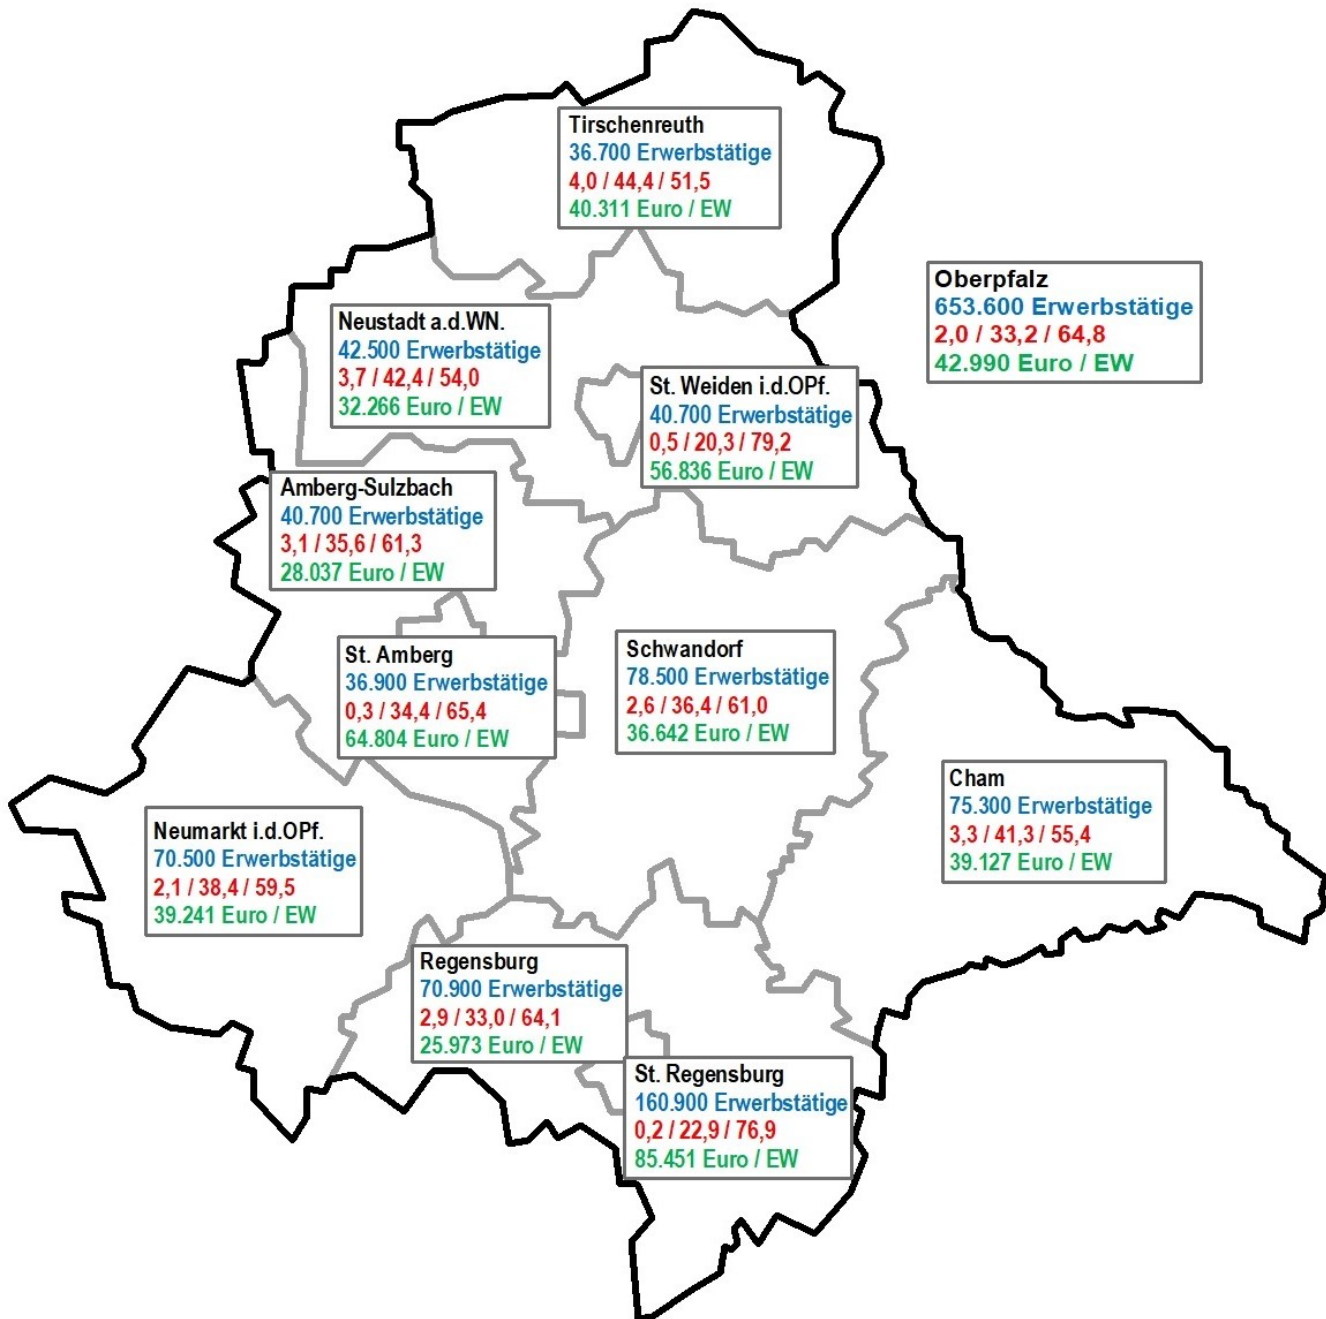 Tirschenreuth
36.700 Erwerbstätige
4,0 / 44,4 / 51,5
40.311 Euro / EW
Oberpfalz
653.600 Erwerbstätige
2,0 / 33,2 / 64,8
42.990 Euro / EW
Neustadt a.d.WN.
42.500 Erwerbstätige
3,7 / 42,4 / 54,0
32.266 Euro / EW
St. Weiden i.d.OPf.
40.700 Erwerbstätige
0,5 / 20,3 / 79,2
56.836 Euro / EW
Amberg-Sulzbach
40.700 Erwerbstätige
3,1 / 35,6 / 61,3
28.037 Euro / EW
St. Amberg
36.900 Erwerbstätige
0,3 / 34,4 / 65,4
64.804 Euro / EW
Schwandorf
78.500 Erwerbstätige
2,6 / 36,4 / 61,0
36.642 Euro / EW
Cham
75.300 Erwerbstätige
3,3 / 41,3 / 55,4
39.127 Euro / EW
Neumarkt i.d.OPf.
70.500 Erwerbstätige
2,1 / 38,4 / 59,5
39.241 Euro / EW
Regensburg
70.900 Erwerbstätige
2,9 / 33,0 / 64,1
25.973 Euro / EW
St. Regensburg
160.900 Erwerbstätige
0,2 / 22,9 / 76,9
85.451 Euro / EW